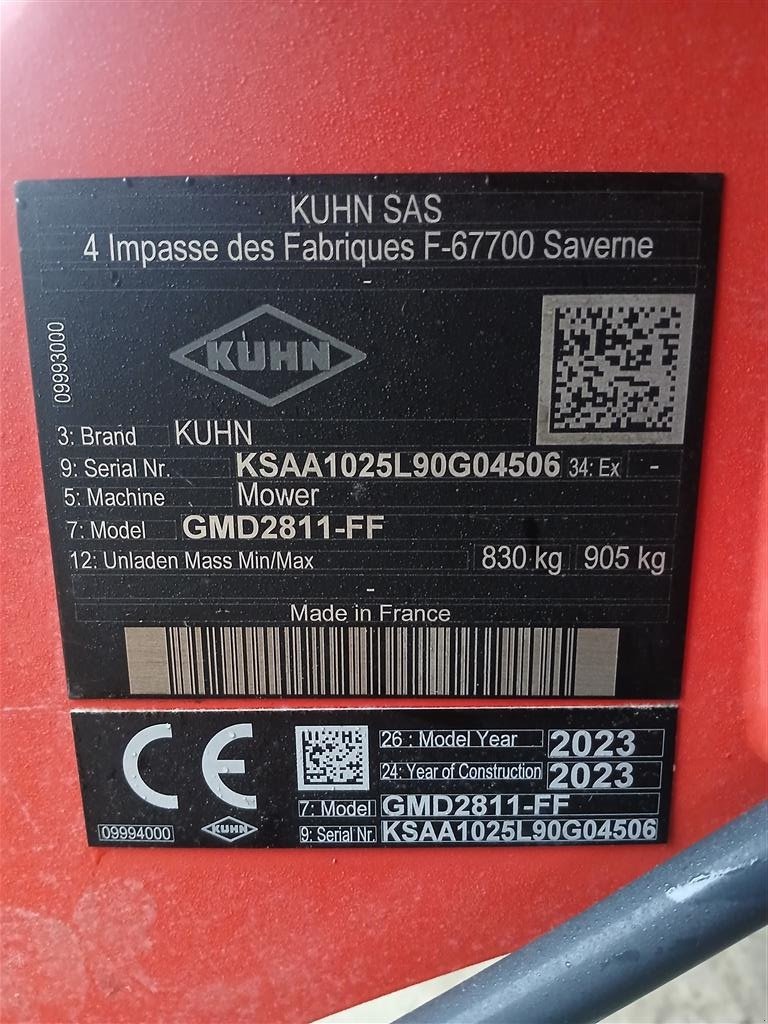 KUHN SAS
4 Impasse des Fabriques F-67700 Saverne
-
09993000
KUHN
3: Brand KUHN
9: Serial Nr. KSAA1025L90G04506 34: Ex -
5: Machine Mower
7: Model GMD2811-FF
12: Unladen Mass Min/Max 830 kg 905 kg
-
Made in France
CE
26 : Model Year 2023
24: Year of Construction 2023
7: Model GMD2811-FF
09994000 KUHN 9: Serial Nr. KSAA1025L90G04506